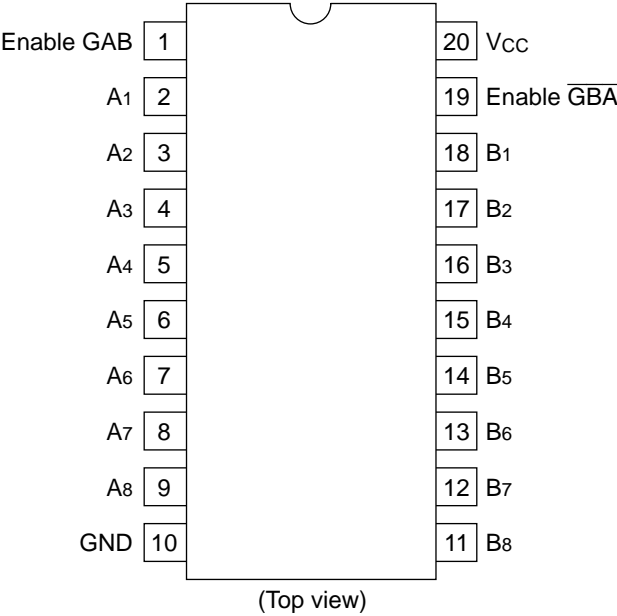 Enable GAB 1 20 VCC
A1 2 19 Enable GBA
A2 3 18 B1
A3 4 17 B2
A4 5 16 B3
A5 6 15 B4
A6 7 14 B5
A7 8 13 B6
A8 9 12 B7
GND 10 11 B8
(Top view)